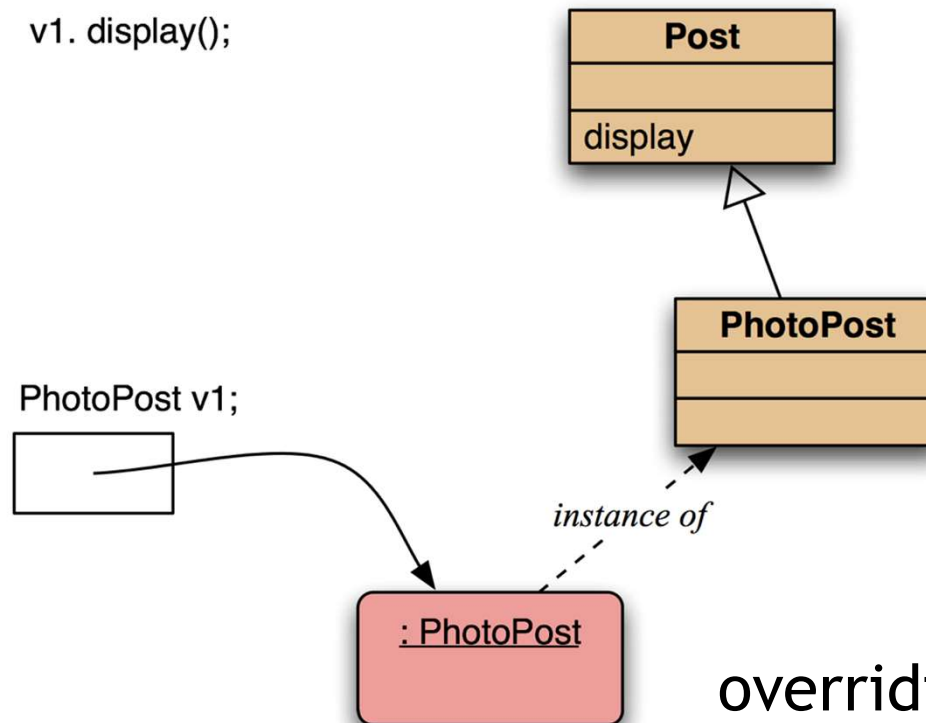 v1. display();
Post
display
PhotoPost
PhotoPost v1;
instance of
: PhotoPost